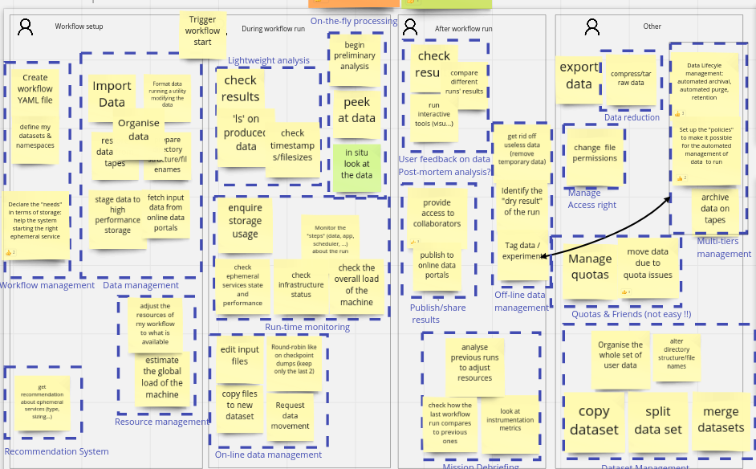 Workflow setup
Trigger
workflow
start
During workflow run
On-the-fly processing
After workflow run
Other
Create
workflow
YAML file
define my
datasets &
namespaces
Declare the "needs"
in terms of storage:
help the system
starting the right
ephemeral service
Workflow management
Import
Data
Format data
running a utility
modifying the
data
Organise
data
tapes
enames
stage data to
high
performance
storage
fetch input
data from
online data
portals
Data management
get
recommendation
about ephemeral
services (type,
sizing...)
Recommendation System
adjust the
resources of
my workflow
to what is
available
estimate
the global
load of the
machine
Resource management
Lightweight analysis
check
results
'ls' on
produced
data
check
timestamp
s/filesizes
begin
preliminary
analysis
peek
at data
in situ
look at
the data
enquire
storage
usage
Monitor the
"steps" (data, app,
scheduler, ...)
about the run
check
ephemeral
services state
and
performance
check
infrastructure
status
check the
overall load
of the
machine
Run-time monitoring
edit input
files
Round-robin like
on checkpoint
dumps (keep
only the last 2)
copy files
to new
dataset
Request
data
movement
On-line data management
check
resu
compare
different
runs' results
run
interactive
tools (visu...)
User feedback on data
Post-mortem analysis?
provide
access to
collaborators
publish to
online data
portals
Publish/share
results
get rid off
useless data
(remove
temporary data)
Identify the
"dry result"
of the run
Tag data /
experiment
Off-line data
management
analyse
previous runs
to adjust
resources
check how the
last workflow
run compares
to previous
ones
look at
instrumentation
metrics
Mission Debriefing
export
data
compress/tar
raw data
Data reduction
change file
permissions
Manage
Access right
Data Lifecyle
management:
automated archival,
automated purge,
retention
Set up the "policies"
to make it possible
for the automated
management of
data to run
archive
data on
tapes
Multi-tiers
management
Manage
quotas
move data
due to
quota issues
Quotas & Friends (not easy !!)
Organise the
whole set of
user data
alter
directory
structure/file
names
copy
dataset
split
data set
merge
datasets
Dataset Management